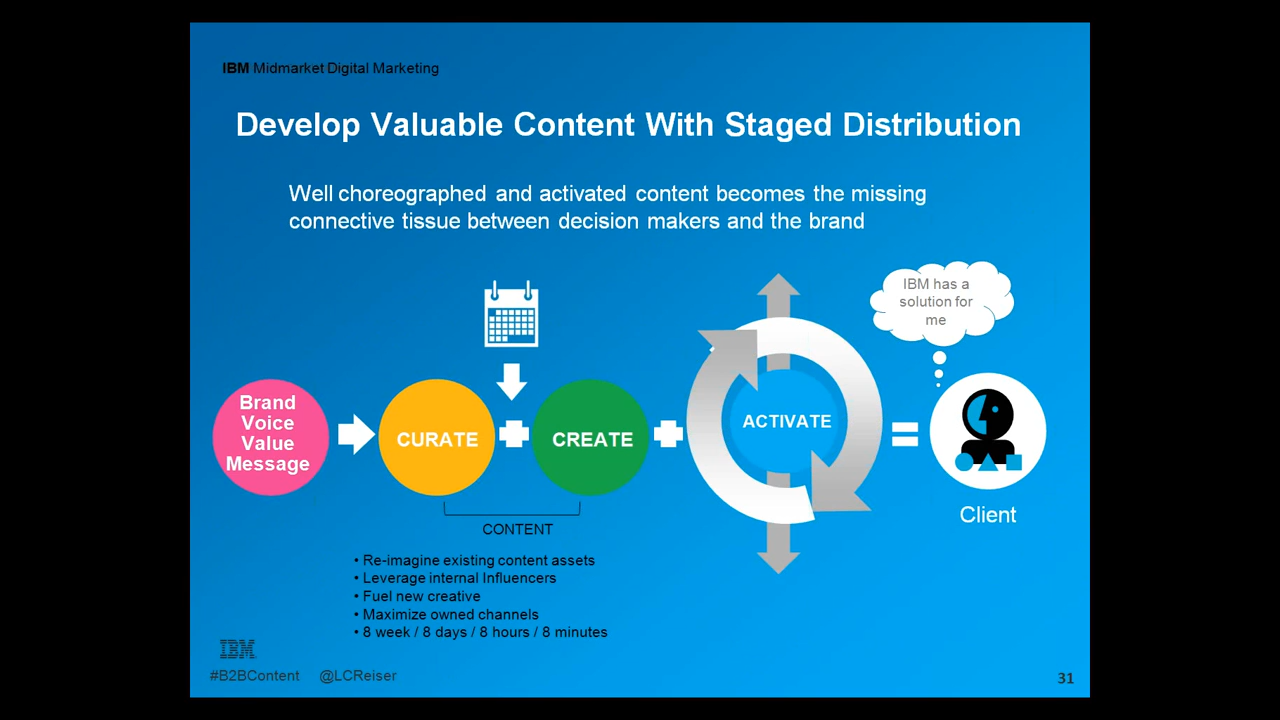 IBM Midmarket Digital Marketing
Develop Valuable Content With Staged Distribution
Well choreographed and activated content becomes the missing
connective tissue between decision makers and the brand
IBM has a
solution for
me
Brand
Voice
Value
Message
CURATE
CREATE
ACTIVATE
Client
CONTENT
• Re-imagine existing content assets
• Leverage internal Influencers
• Fuel new creative
• Maximize owned channels
• 8 week / 8 days / 8 hours / 8 minutes
IBM
#B2BContent @LCReiser
31